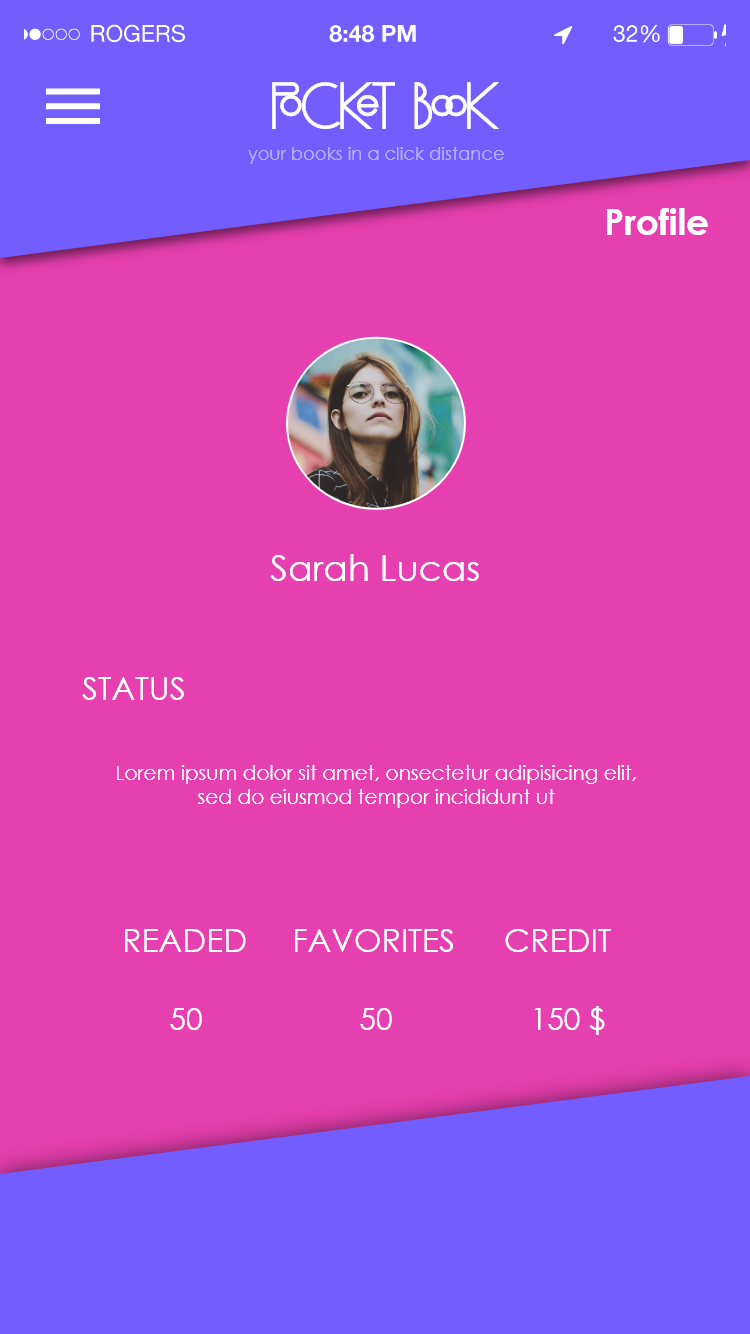 ROGERS 8:48 PM 32%
POCKET BOOK
your books in a click distance
Profile
Sarah Lucas
STATUS
Lorem ipsum dolor sit amet, onsectetur adipisicing elit,
sed do eiusmod tempor incididunt ut
READED FAVORITES CREDIT
50 50 150 $